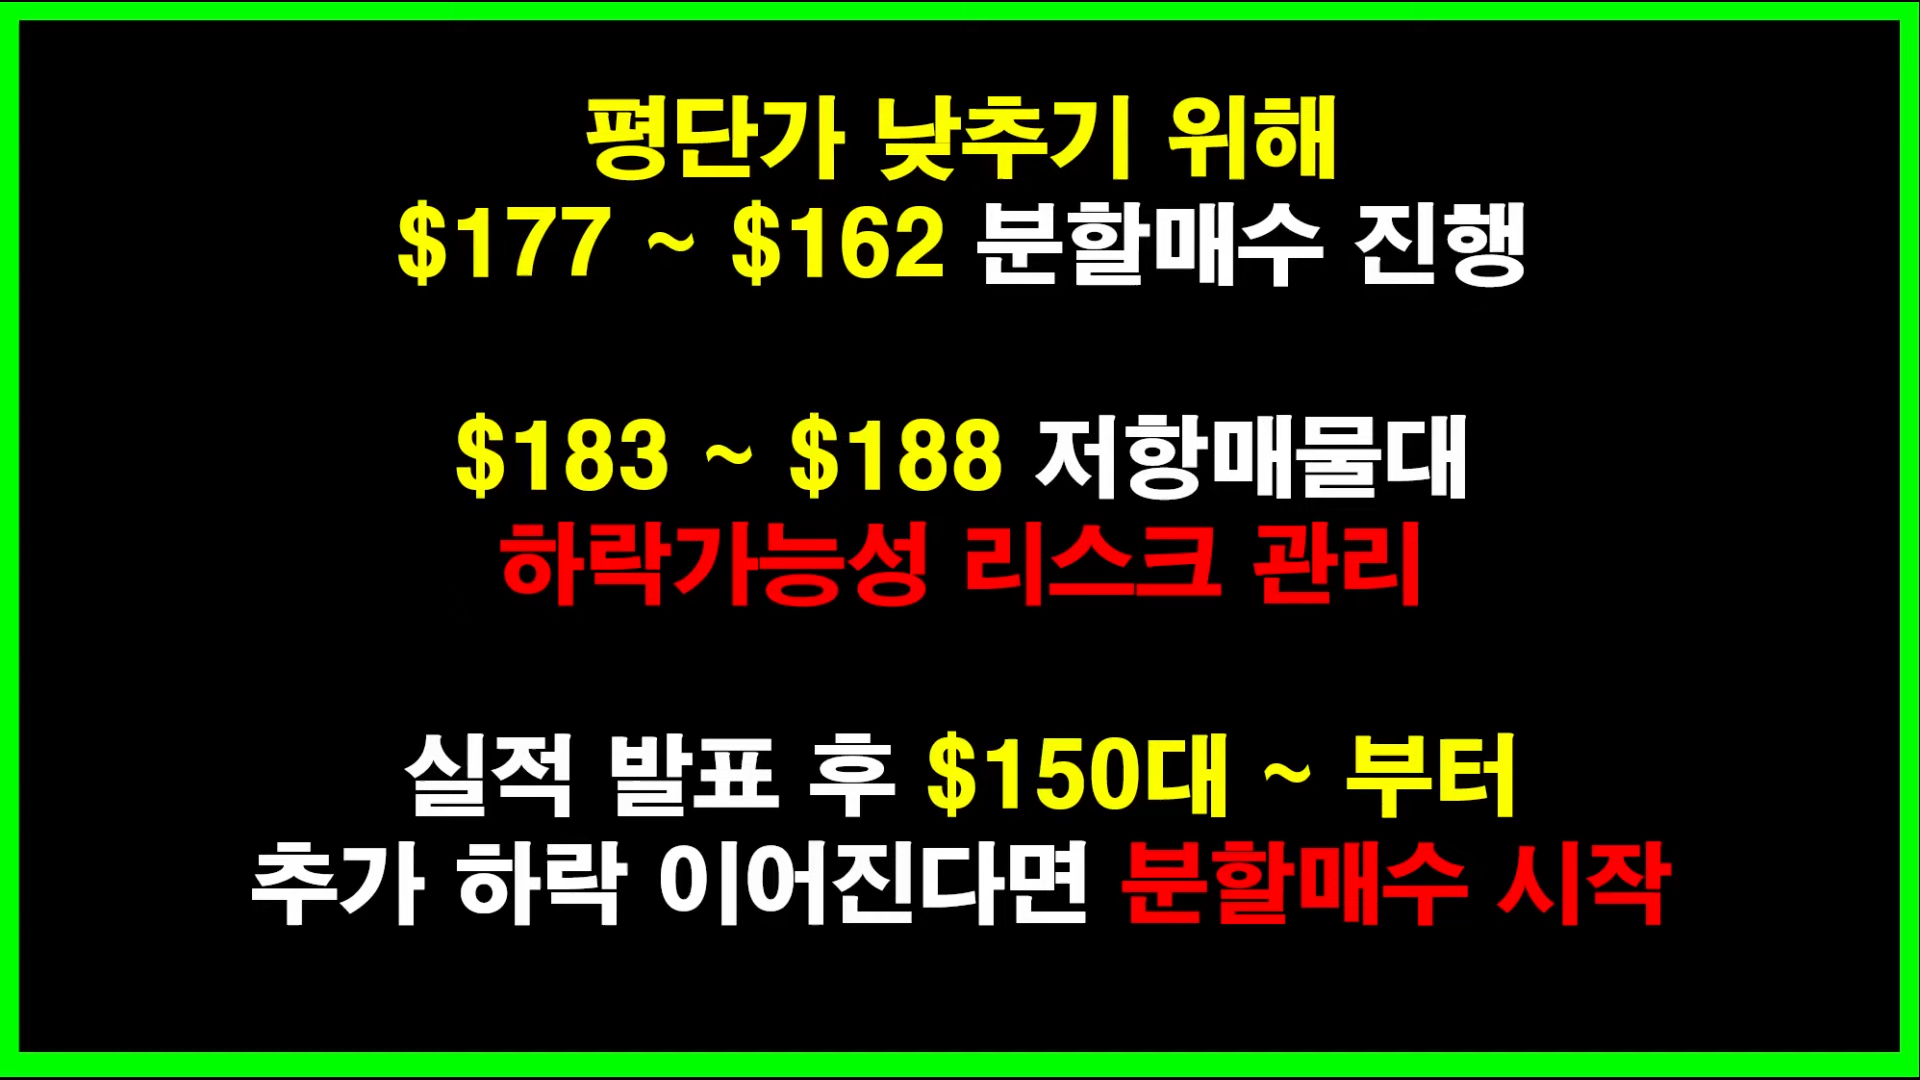 평단가 낮추기 위해
$177 ~ $162 분할매수 진행
$183 ~ $188 저항매물대
하락가능성 리스크 관리
실적 발표 후 $150대 ~ 부터
추가 하락 이어진다면 분할매수 시작